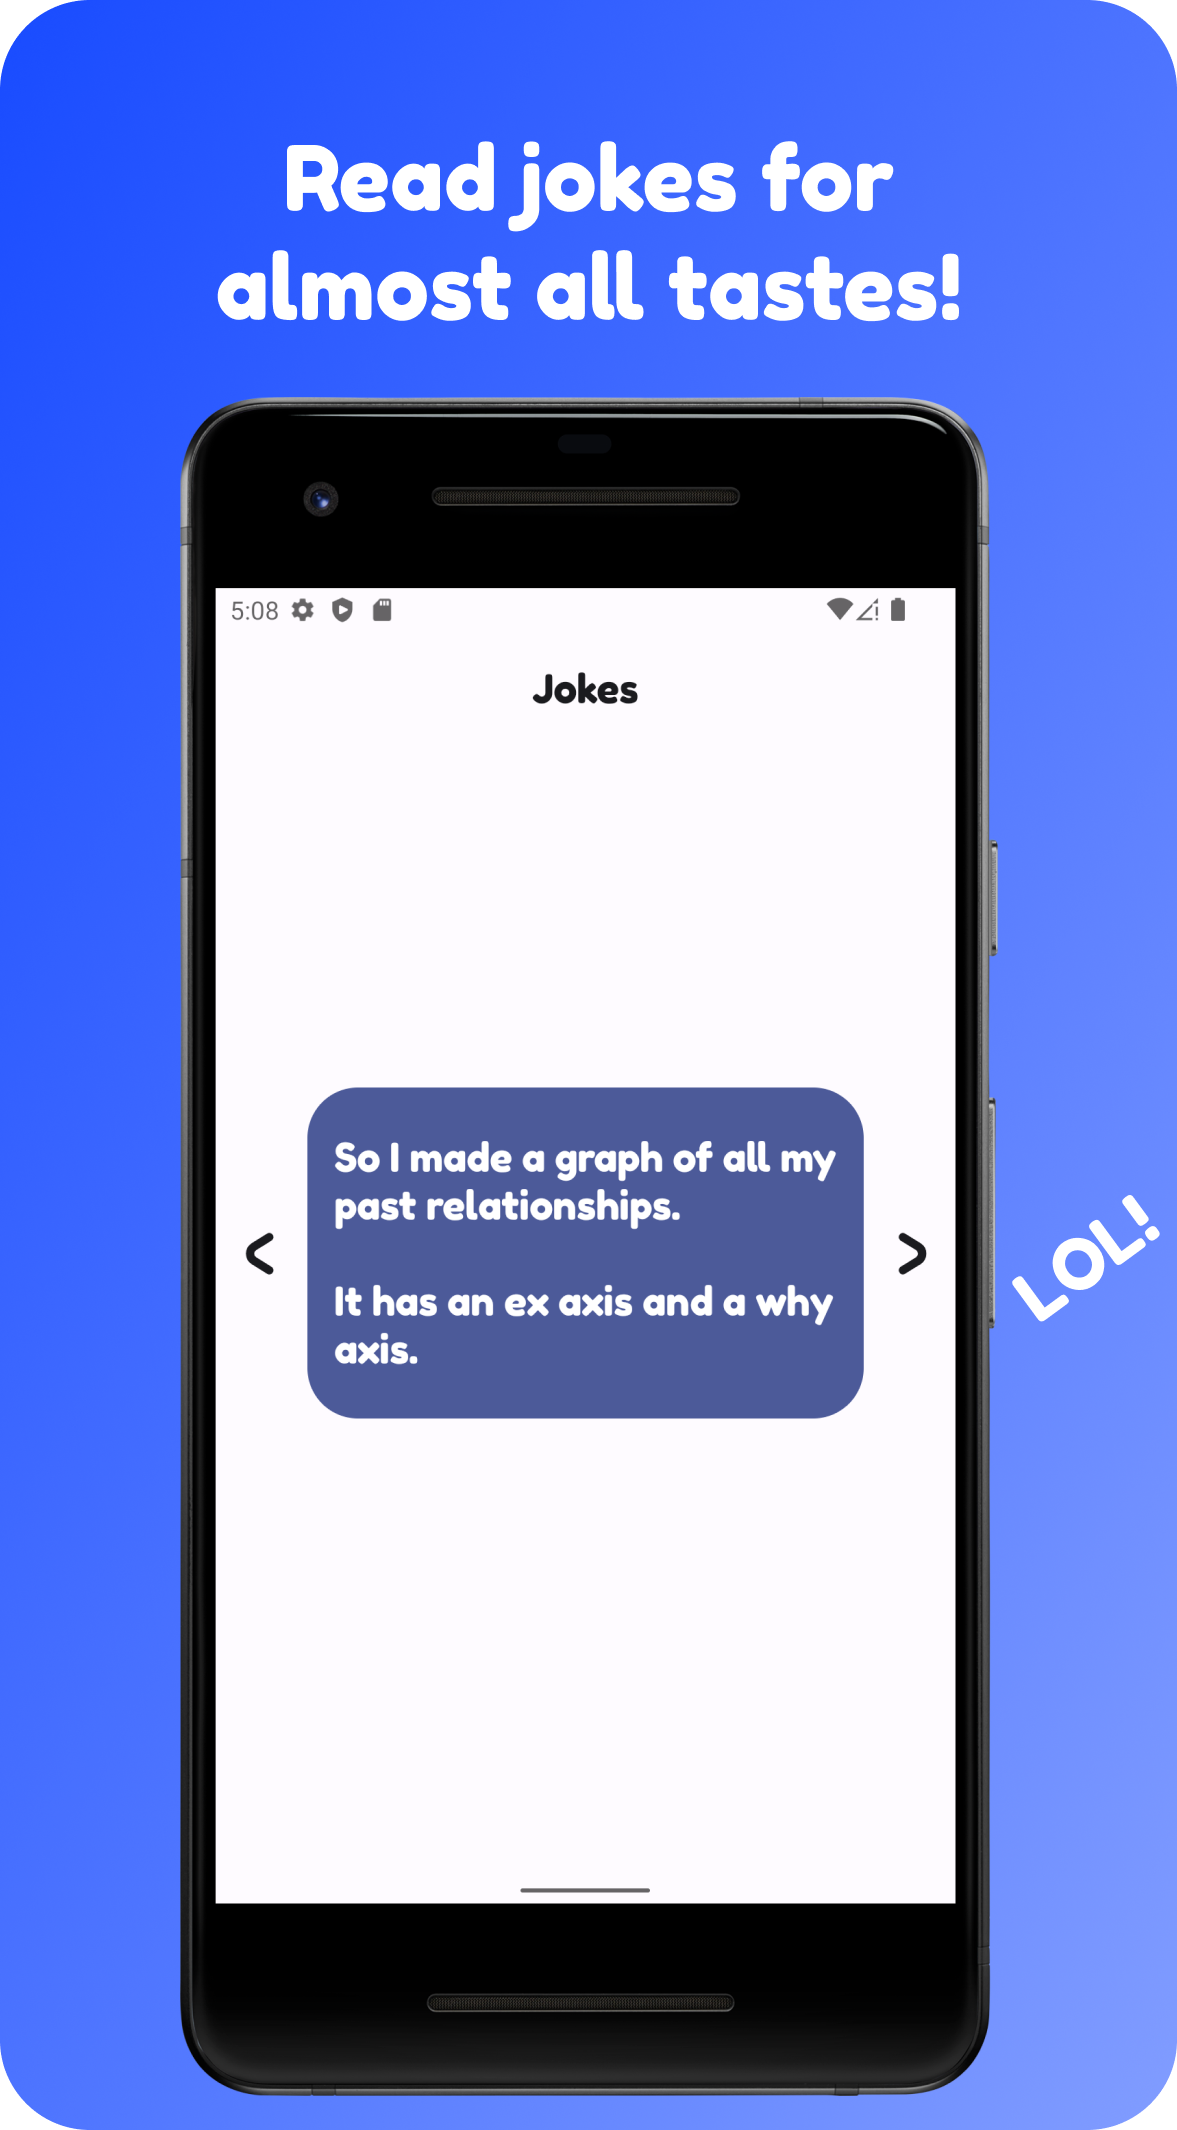 Read jokes for
almost all tastes!
5:08
Jokes
So I made a graph of all my
past relationships.
It has an ex axis and a why
axis.
<
>
LOL!